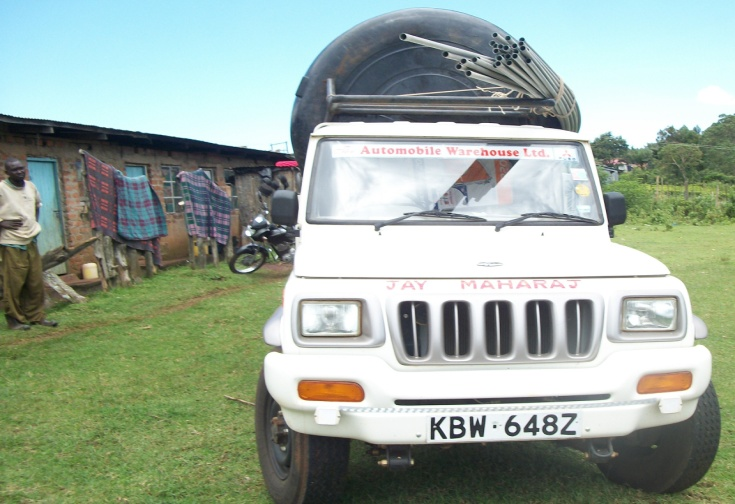 Automobile Warehouse Ltd.
JAY MAHARAJ
KBW · 648Z